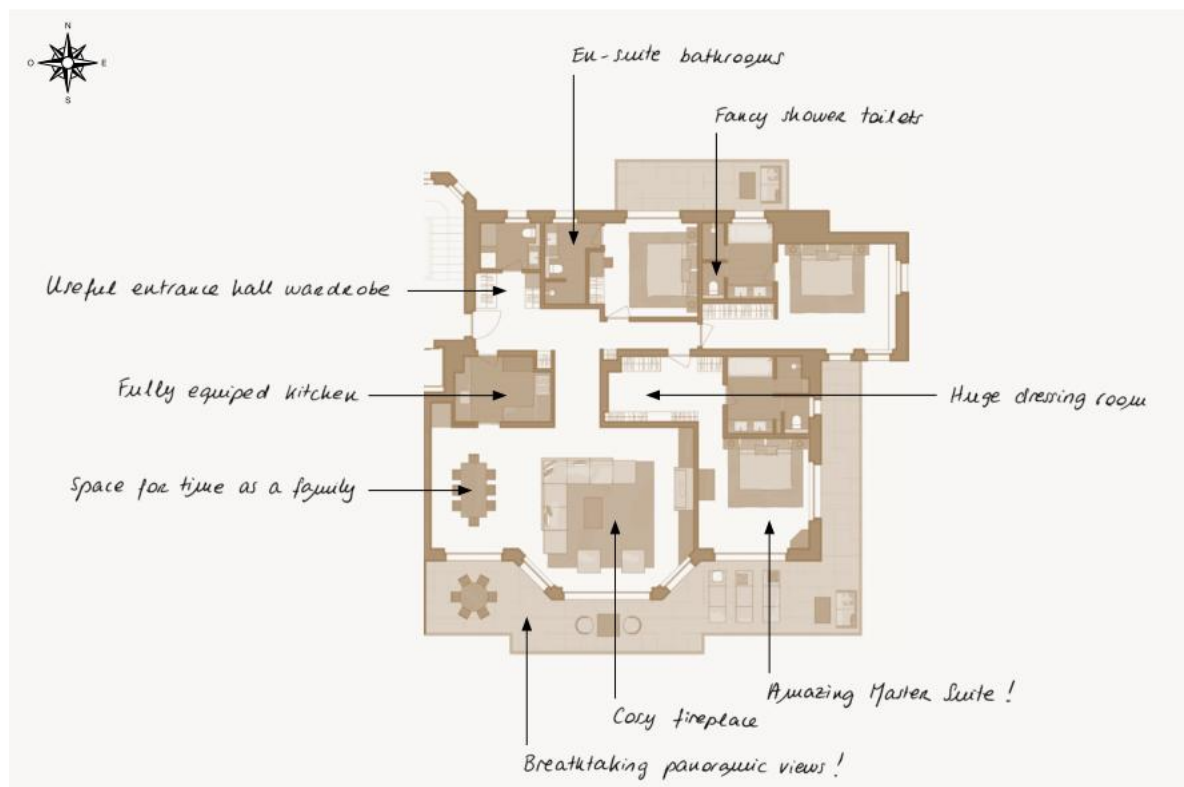 N
O E
S
En-suite bathrooms
Fancy shower toilets
Useful entrance hall wardrobe
Fully equiped kitchen
Huge dressing room
Space for time as a family
Amazing Master Suite!
Cosy fireplace
Breathtaking panoramic views!